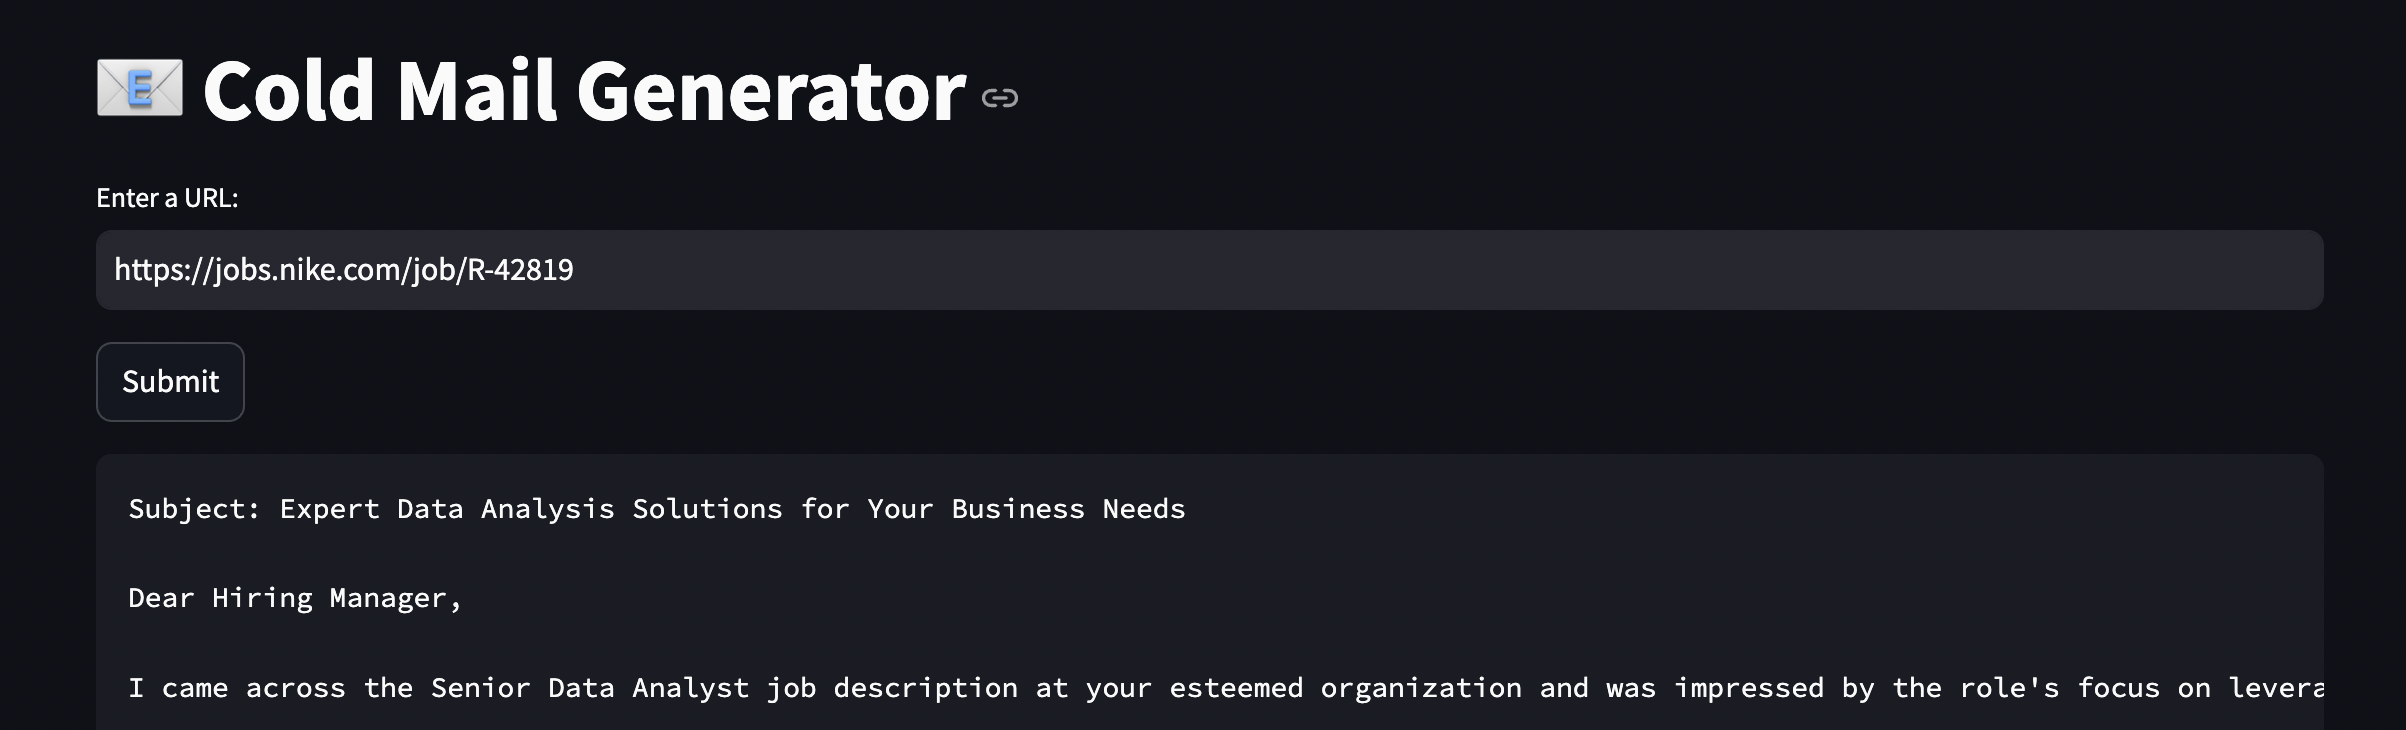 E Cold Mail Generator
Enter a URL:
https://jobs.nike.com/job/R-42819
Submit
Subject: Expert Data Analysis Solutions for Your Business Needs
Dear Hiring Manager,
I came across the Senior Data Analyst job description at your esteemed organization and was impressed by the role's focus on levera